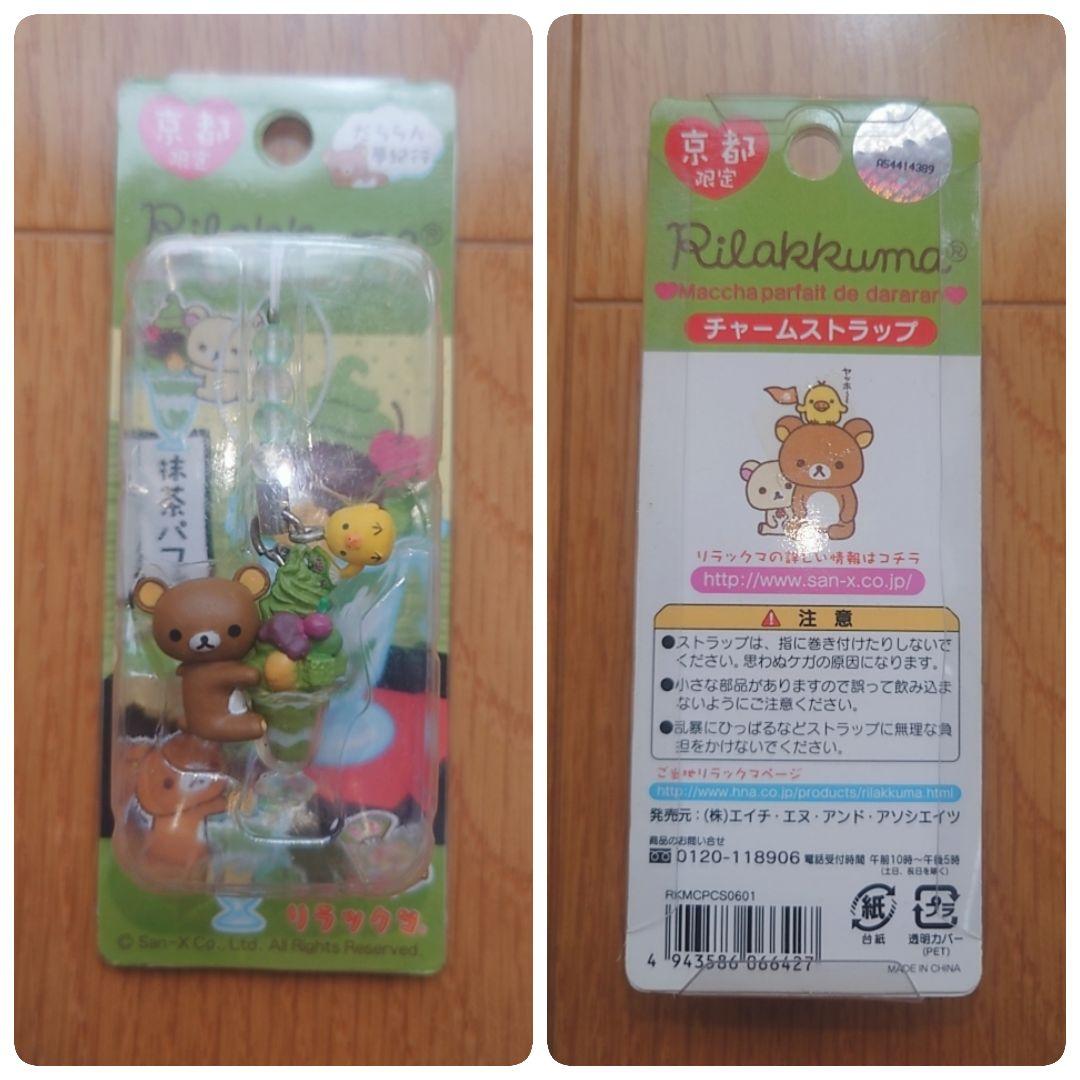 京都
限定
だららん
夢紀行
Rilakkuma®
抹茶パフ
リラックマ®
© San-X Co., Ltd. All Rights Reserved.
京都
限定
A54414389
Rilakkuma®
Maccha parfait de dararan
チャームストラップ
ヤッホー
リラックマの詳しい情報はコチラ
http://www.san-x.co.jp/
注 意
●ストラップは、指に巻き付けたりしないで
ください。思わぬケガの原因になります。
●小さな部品がありますので誤って飲み込ま
ないようにご注意ください。
●乱暴にひっぱるなどストラップに無理な負
担をかけないでください。
ご当地リラックマページ
http://www.hna.co.jp/products/rilakkuma.html
発売元:(株)エイチ・エヌ・アンド・アソシエイツ
商品のお問い合せ
0120-118906 電話受付時間 午前10時〜午後5時
(土日、祝日を除く)
RKMCPCS0601
4 943586 066427
紙
台紙
プラ
透明カバー
(PET)
MADE IN CHINA